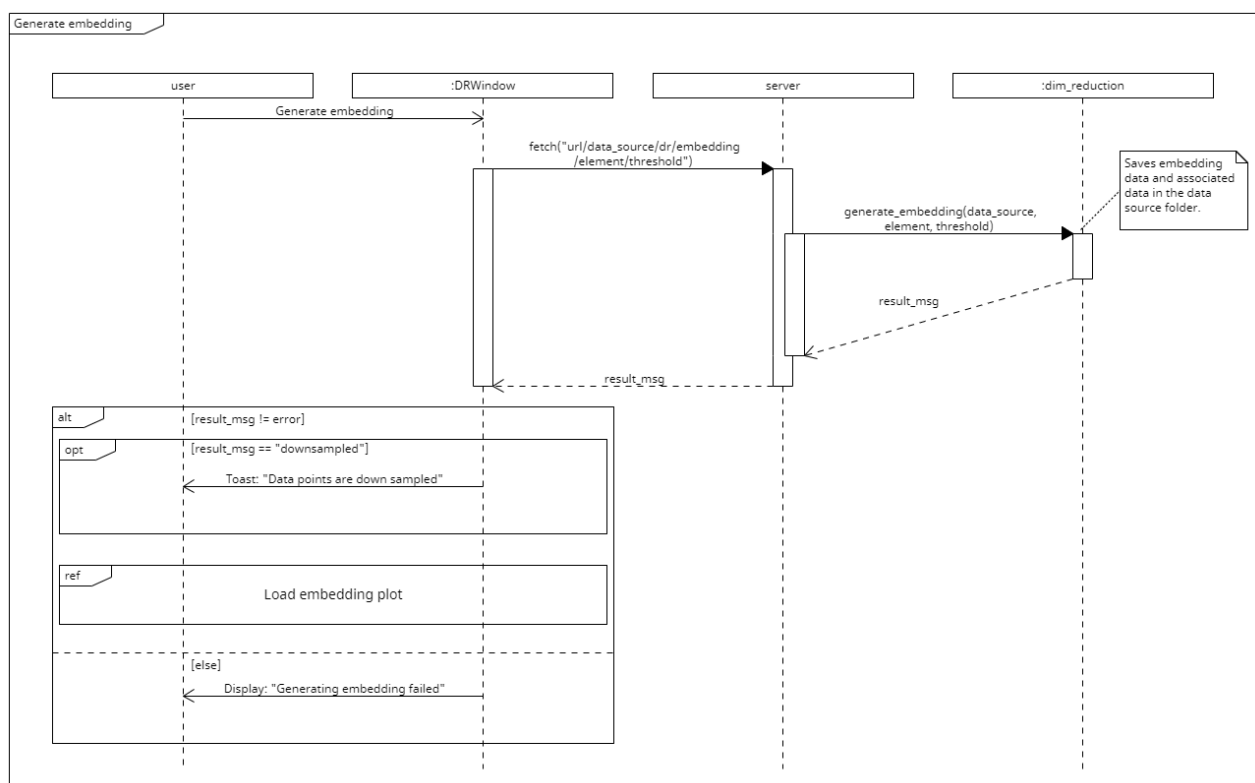 Generate embedding
user
:DRWindow
server
:dim_reduction
Generate embedding
fetch("url/data_source/dr/embedding
/element/threshold")
Saves embedding
data and associated
data in the data
source folder.
generate_embedding(data_source,
element, threshold)
result_msg
result_msg
alt
[result_msg != error]
opt
[result_msg == "downsampled"]
Toast: "Data points are down sampled"
ref
Load embedding plot
[else]
Display: "Generating embedding failed"